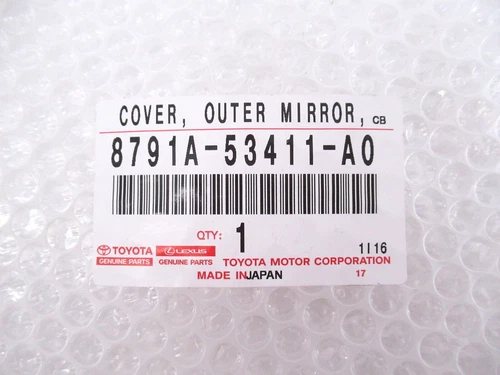 COVER, OUTER MIRROR, CB
8791A-53411-A0
QTY: 1
1I16
TOYOTA LEXUS TOYOTA MOTOR CORPORATION
GENUINE PARTS GENUINE PARTS
MADE IN JAPAN 17